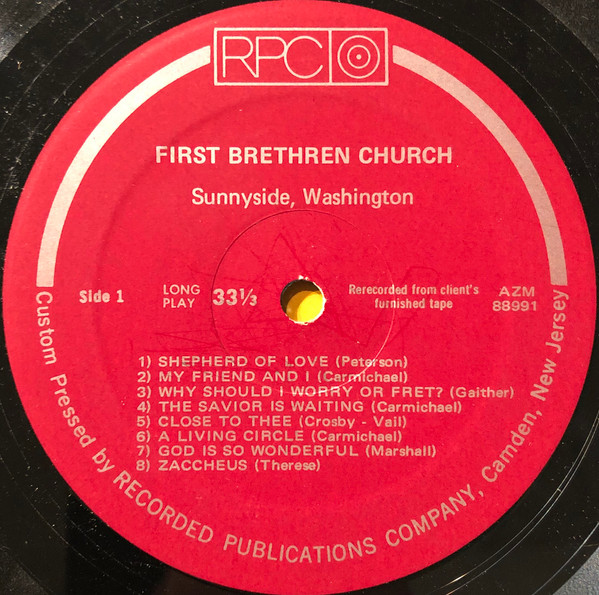 RPC
FIRST BRETHREN CHURCH
Sunnyside, Washington
Side 1
LONG
PLAY
33⅓
Rerecorded from client's
furnished tape
AZM
88991
1) SHEPHERD OF LOVE (Peterson)
2) MY FRIEND AND I (Carmichael)
3) WHY SHOULD I WORRY OR FRET? (Gaither)
4) THE SAVIOR IS WAITING (Carmichael)
5) CLOSE TO THEE (Crosby - Vail)
6) A LIVING CIRCLE (Carmichael)
7) GOD IS SO WONDERFUL (Marshall)
8) ZACCHEUS (Therese)
Custom Pressed by RECORDED PUBLICATIONS COMPANY, Camden, New Jersey